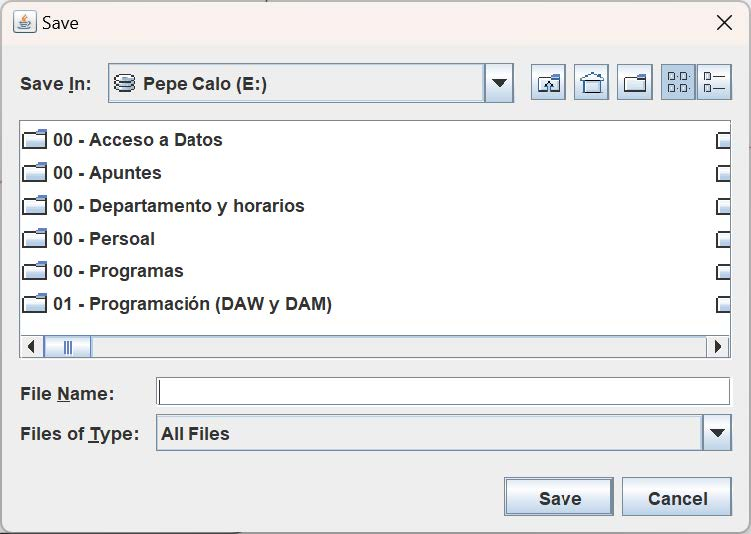 Save
Save In: Pepe Calo (E:)
00 - Acceso a Datos
00 - Apuntes
00 - Departamento y horarios
00 - Persoal
00 - Programas
01 - Programación (DAW y DAM)
File Name:
Files of Type: All Files
Save Cancel